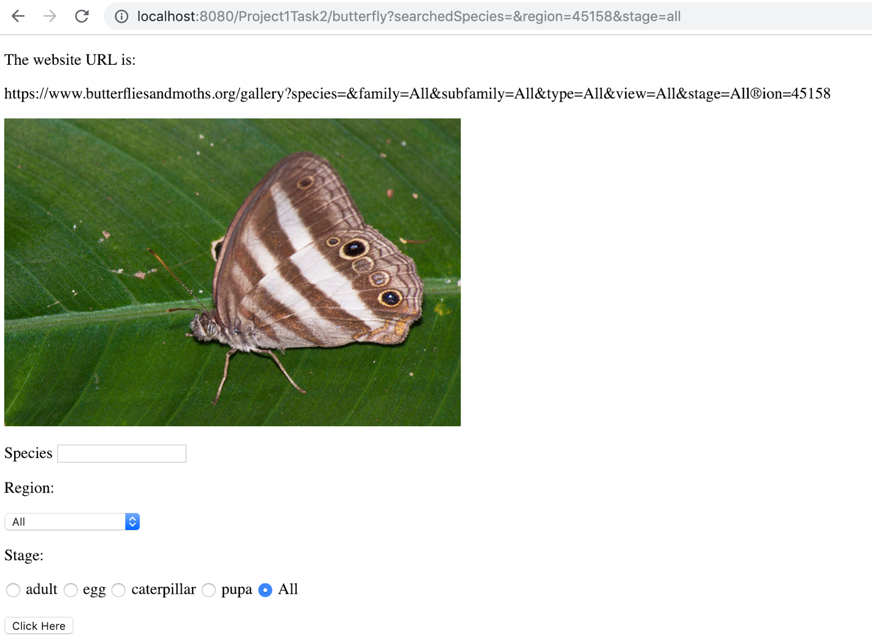 localhost:8080/Project1Task2/butterfly?searchedSpecies=&region=45158&stage=all
The website URL is:
https://www.butterfliesandmoths.org/gallery?species=&family=All&subfamily=All&type=All&view=All&stage=All®ion=45158
Species
Region:
All
Stage:
adult egg caterpillar pupa All
Click Here